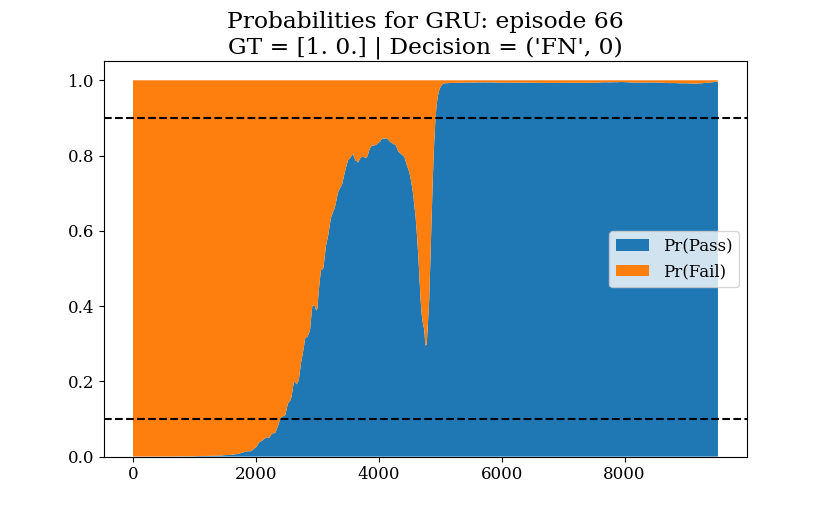 Probabilities for GRU: episode 66
GT = [1. 0.] | Decision = ('FN', 0)
1.0
0.8
0.6
0.4
0.2
0.0
Pr(Pass)
Pr(Fail)
0 2000 4000 6000 8000